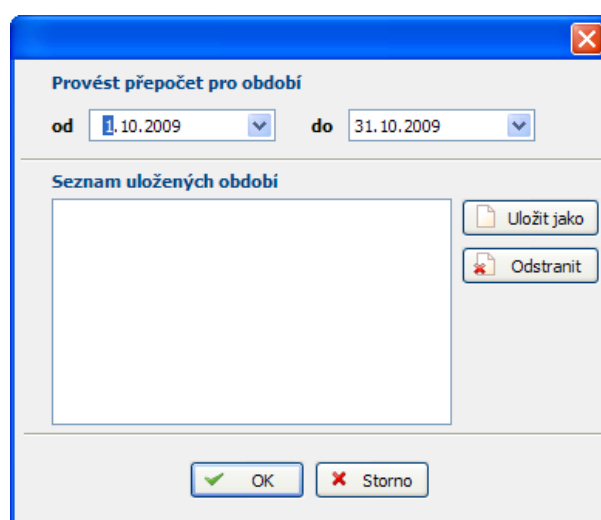 Provést přepočet pro období
od 1.10.2009 do 31.10.2009
Seznam uložených období
Uložit jako
Odstranit
OK Storno